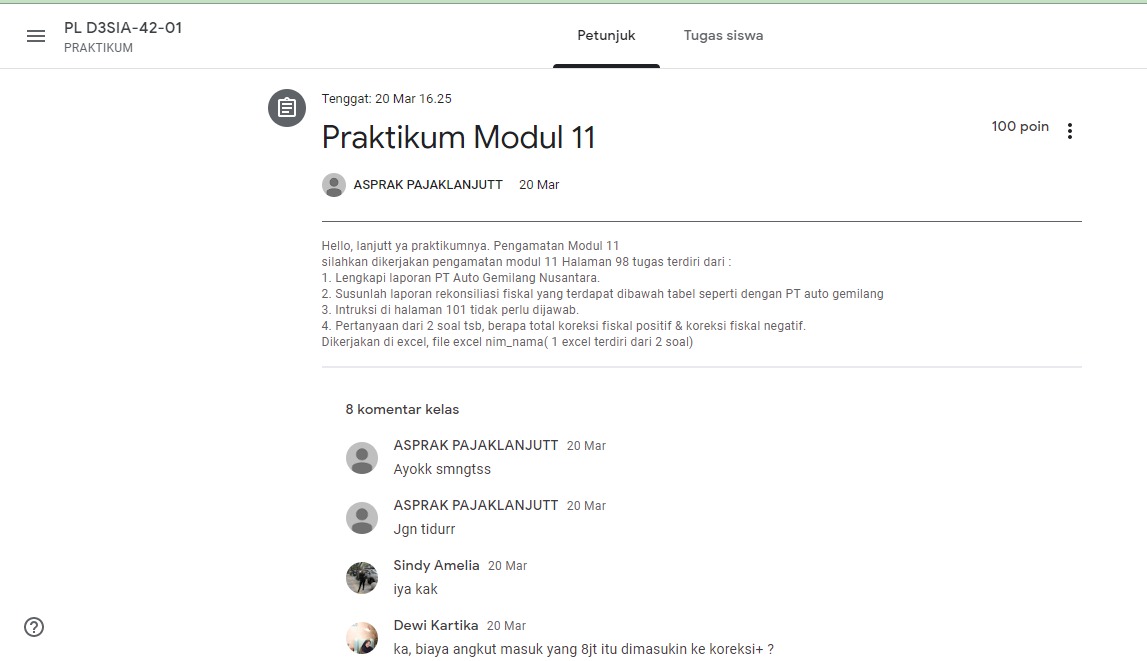 PL D3SIA-42-01
PRAKTIKUM
Petunjuk
Tugas siswa
Tenggat: 20 Mar 16.25
Praktikum Modul 11
100 poin
ASPRAK PAJAKLANJUTT 20 Mar
Hello, lanjutt ya praktikumnya. Pengamatan Modul 11
silahkan dikerjakan pengamatan modul 11 Halaman 98 tugas terdiri dari :
1. Lengkapi laporan PT Auto Gemilang Nusantara.
2. Susunlah laporan rekonsiliasi fiskal yang terdapat dibawah tabel seperti dengan PT auto gemilang
3. Intruksi di halaman 101 tidak perlu dijawab.
4. Pertanyaan dari 2 soal tsb, berapa total koreksi fiskal positif & koreksi fiskal negatif.
Dikerjakan di excel, file excel nim_nama( 1 excel terdiri dari 2 soal)
8 komentar kelas
ASPRAK PAJAKLANJUTT 20 Mar
Ayokk smngtss
ASPRAK PAJAKLANJUTT 20 Mar
Jgn tidurr
Sindy Amelia 20 Mar
iya kak
Dewi Kartika 20 Mar
ka, biaya angkut masuk yang 8jt itu dimasukin ke koreksi+ ?